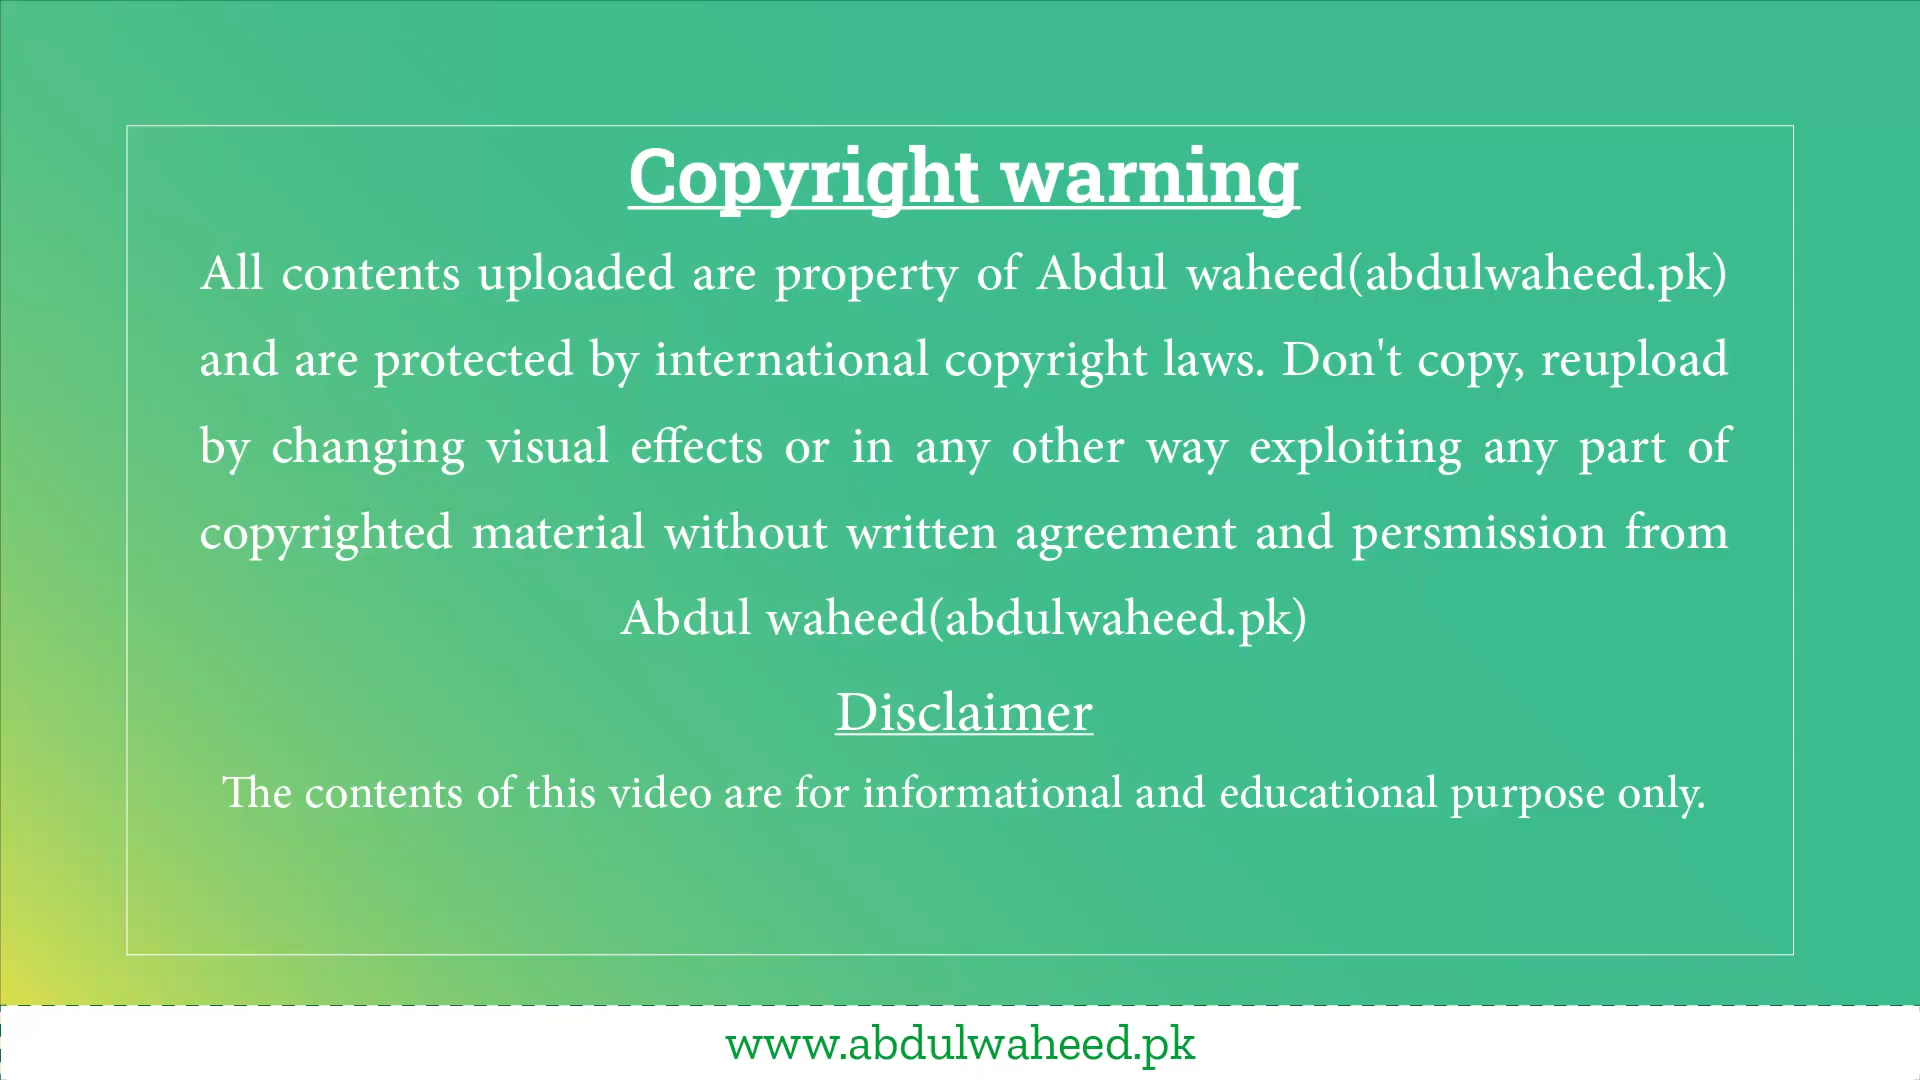 Copyright warning
All contents uploaded are property of Abdul waheed(abdulwaheed.pk)
and are protected by international copyright laws. Don't copy, reupload
by changing visual effects or in any other way exploiting any part of
copyrighted material without written agreement and persmission from
Abdul waheed(abdulwaheed.pk)
Disclaimer
The contents of this video are for informational and educational purpose only.
www.abdulwaheed.pk